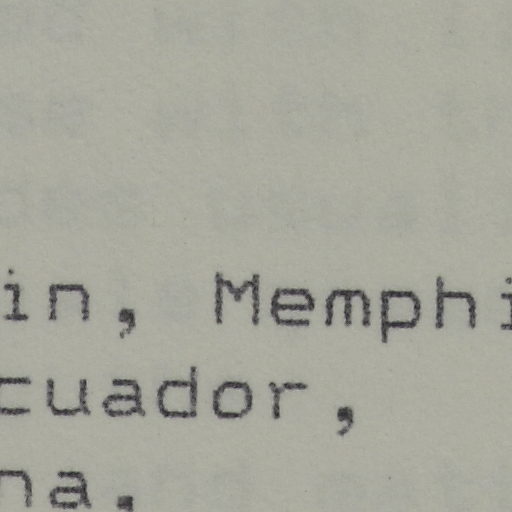 in, Memphi
cuador,
na,